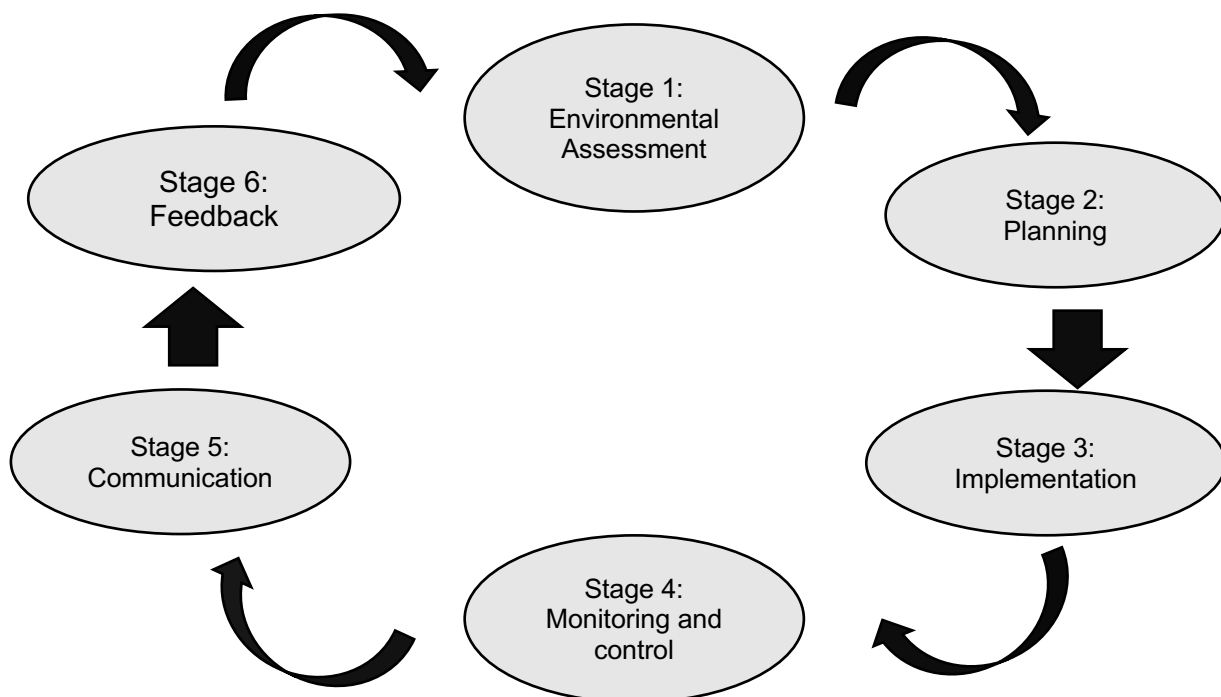 Stage 1:
Environmental
Assessment
Stage 2:
Planning
Stage 3:
Implementation
Stage 4:
Monitoring and
control
Stage 5:
Communication
Stage 6:
Feedback